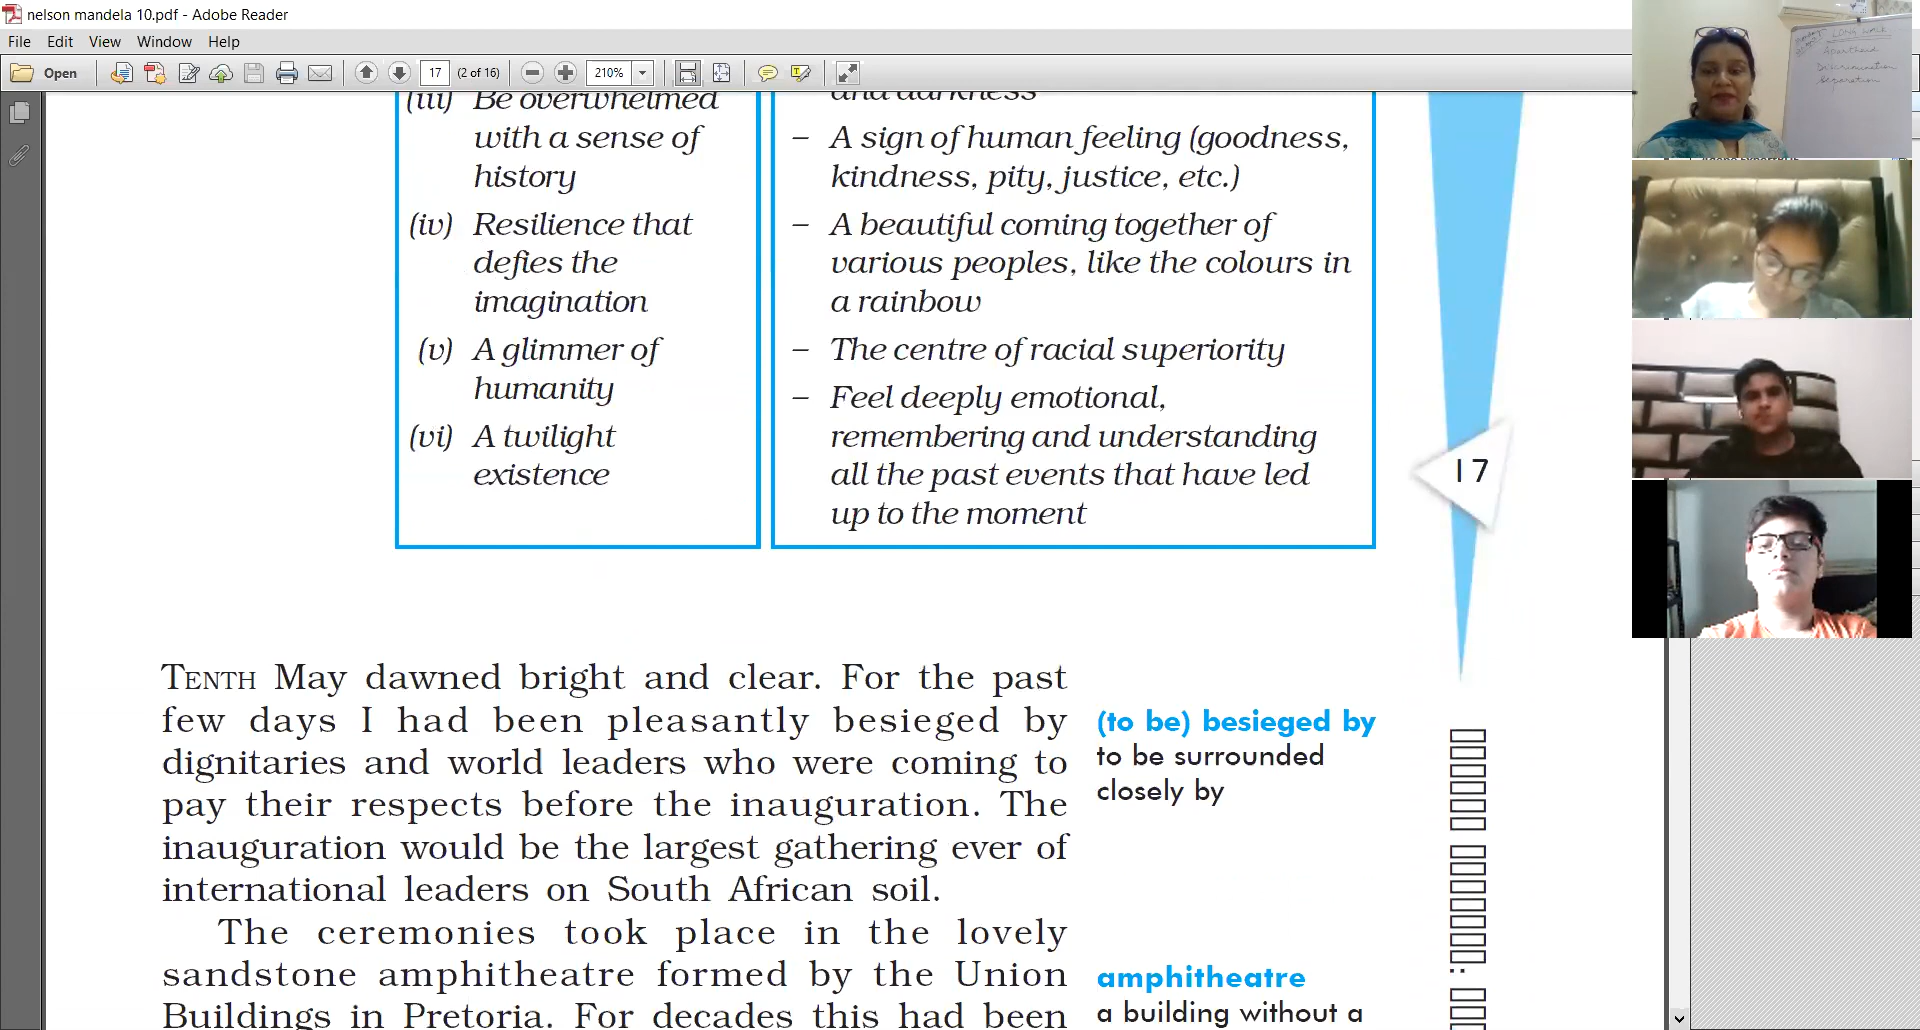 nelson mandela 10.pdf - Adobe Reader
File Edit View Window Help
Open 17 (2 of 16) 210%
(iii) Be overwhelmed
with a sense of
history
(iv) Resilience that
defies the
imagination
(v) A glimmer of
humanity
(vi) A twilight
existence
and darkness
– A sign of human feeling (goodness,
kindness, pity, justice, etc.)
– A beautiful coming together of
various peoples, like the colours in
a rainbow
– The centre of racial superiority
– Feel deeply emotional,
remembering and understanding
all the past events that have led
up to the moment
17
TENTH May dawned bright and clear. For the past
few days I had been pleasantly besieged by
dignitaries and world leaders who were coming to
pay their respects before the inauguration. The
inauguration would be the largest gathering ever of
international leaders on South African soil.
The ceremonies took place in the lovely
sandstone amphitheatre formed by the Union
Buildings in Pretoria. For decades this had been
(to be) besieged by
to be surrounded
closely by
amphitheatre
a building without a
LONG WALK
Apartheid
Discrimination
Separation